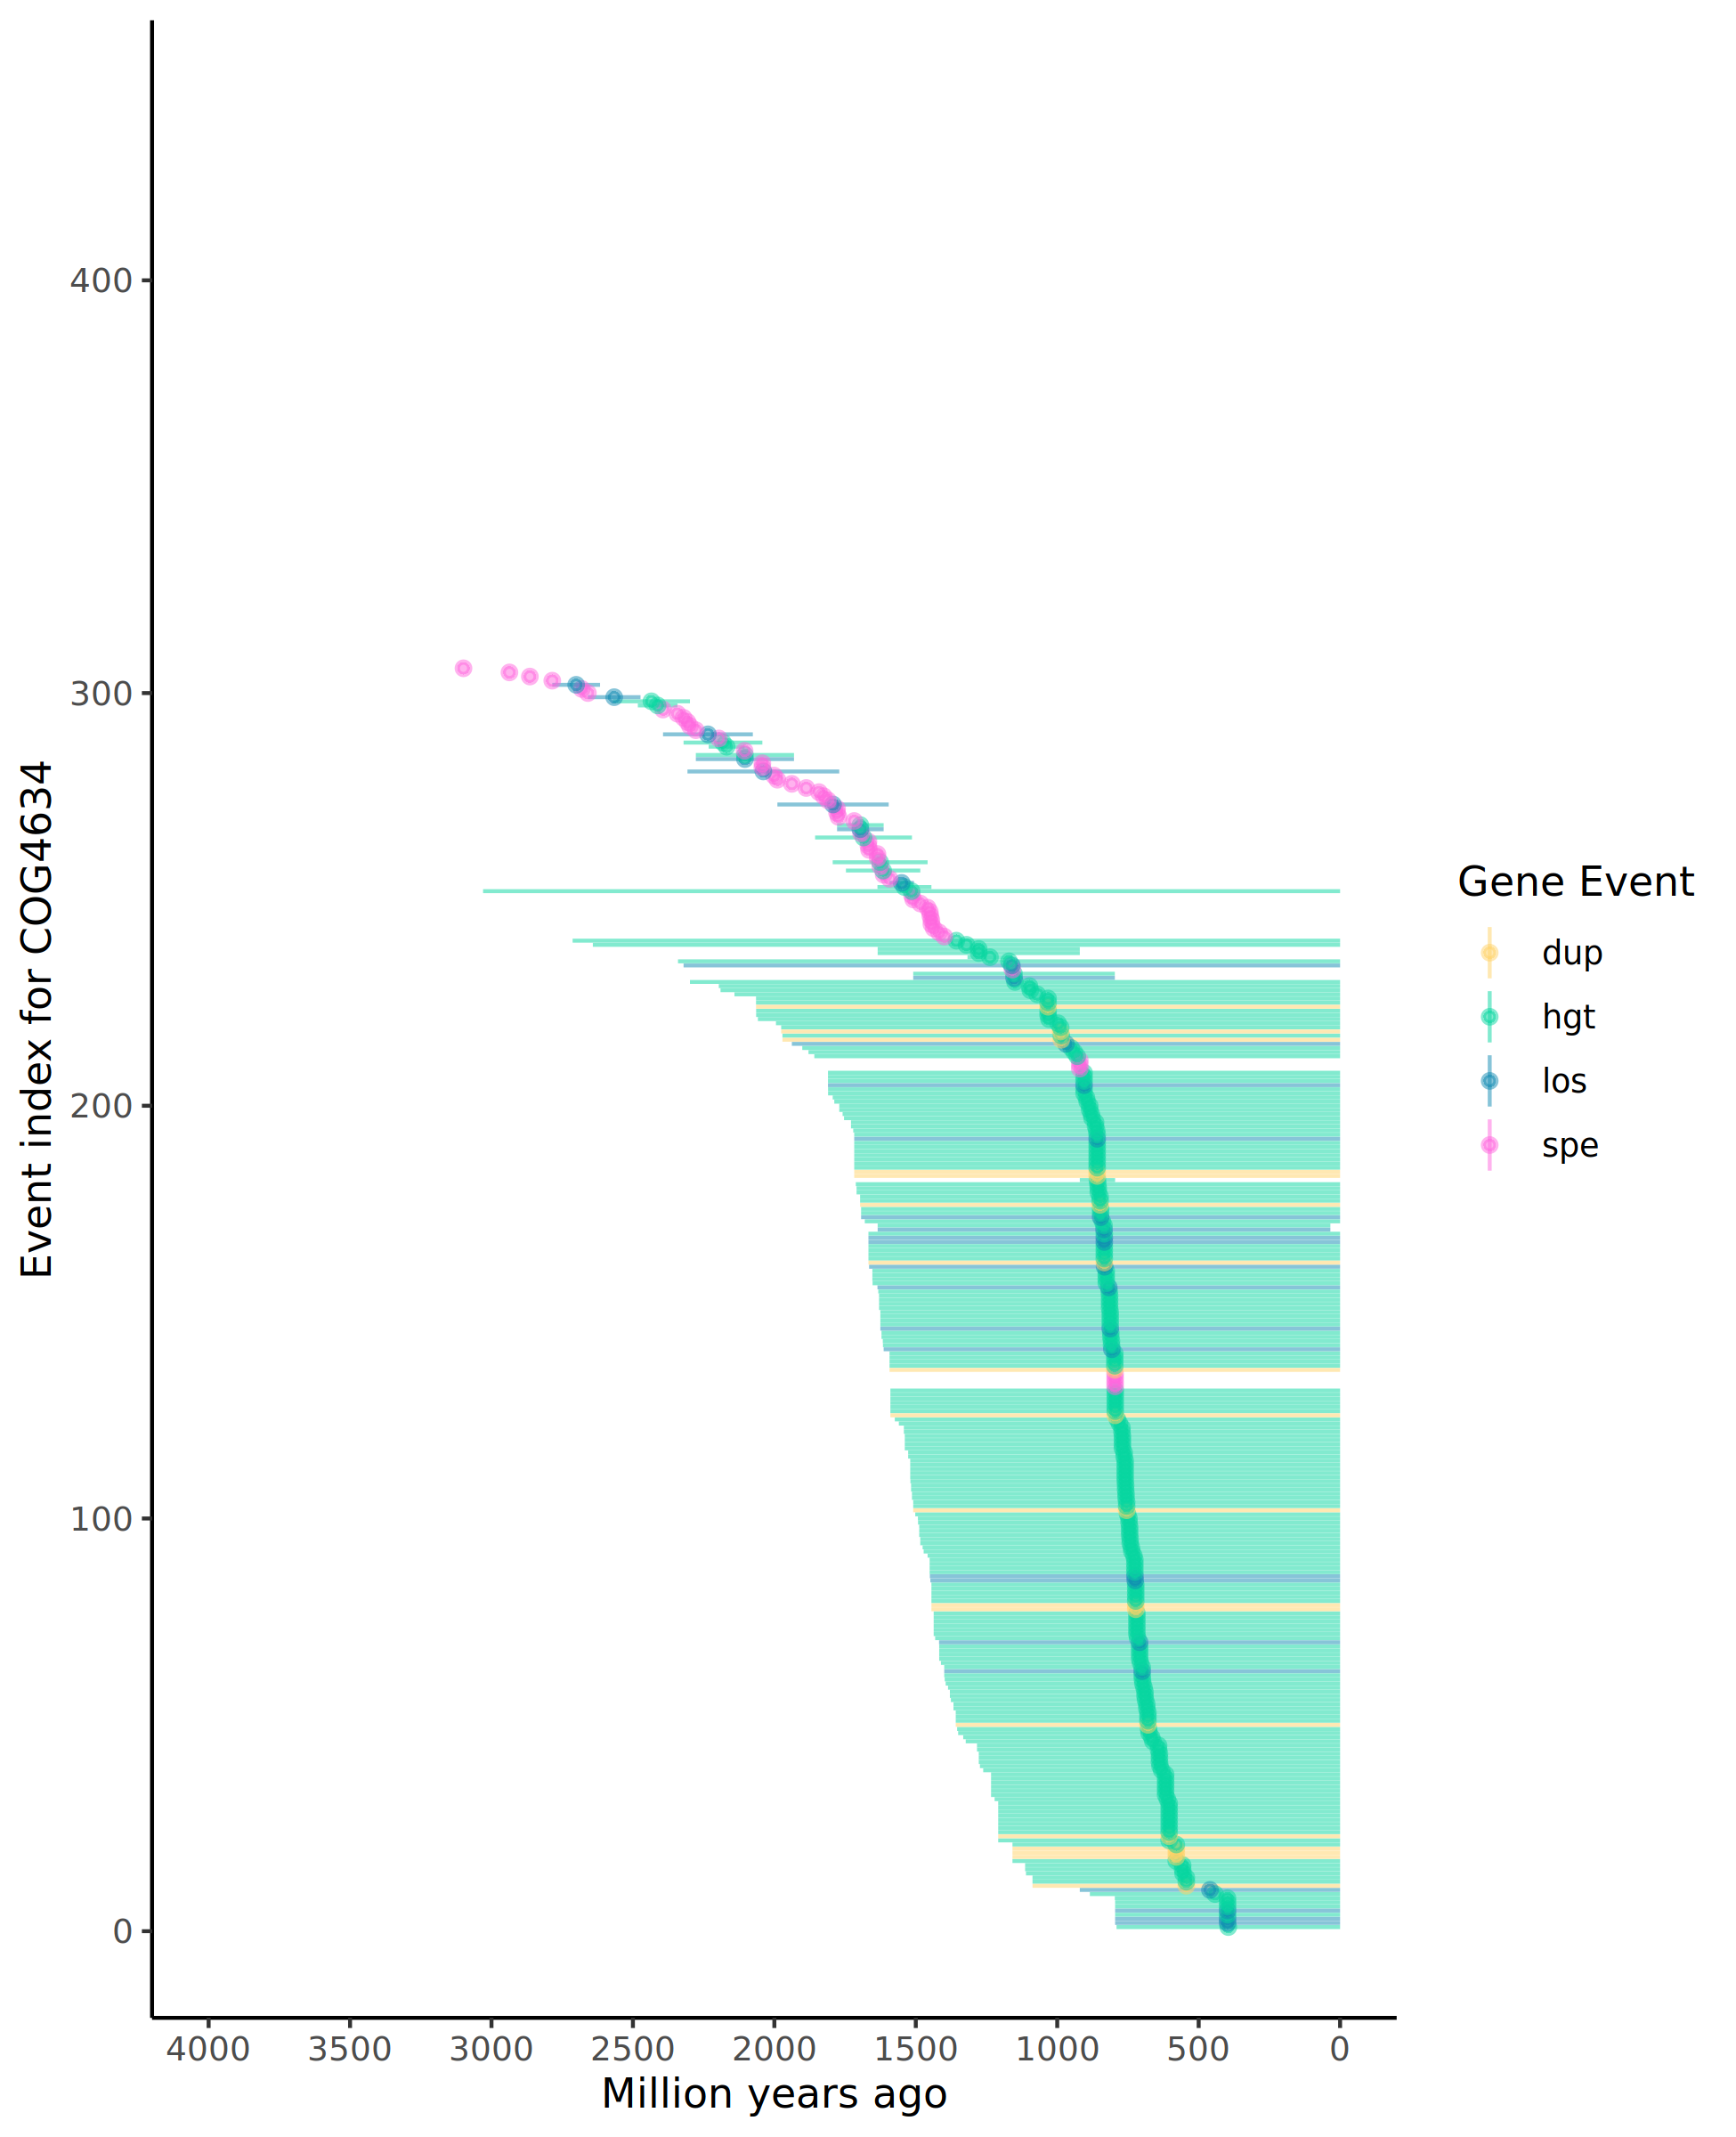 Event index for COG4634
400
300
200
100
0
4000 3500 3000 2500 2000 1500 1000 500 0
Million years ago
Gene Event
dup
hgt
los
spe